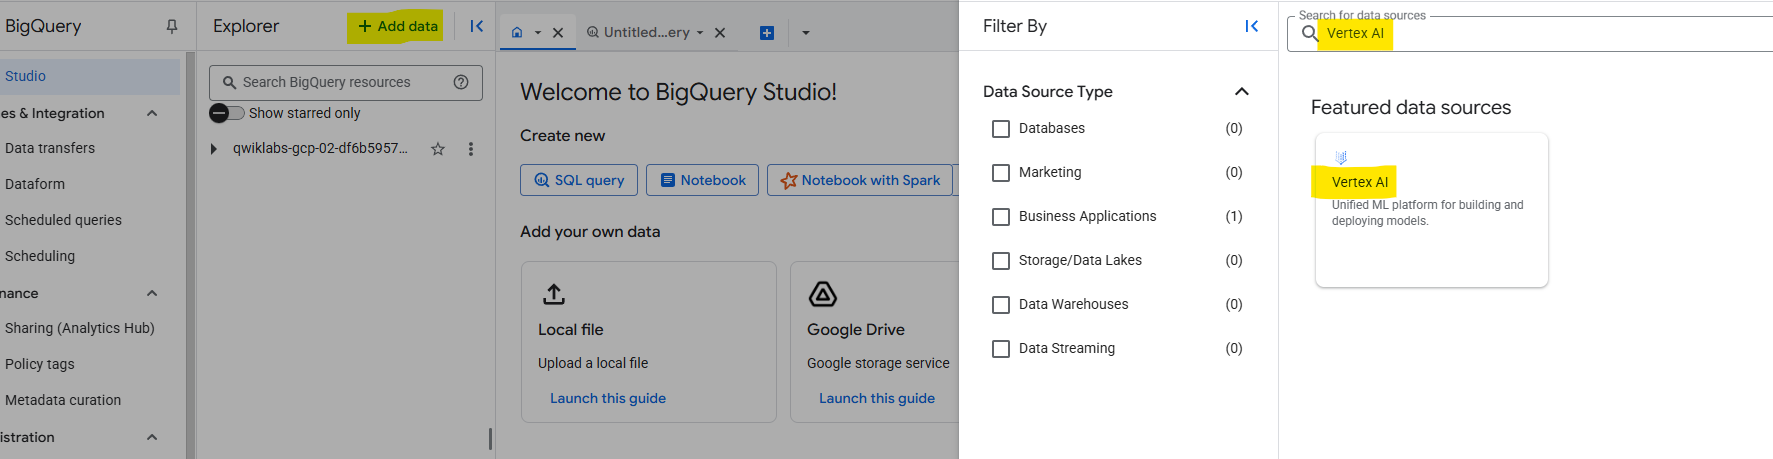 BigQuery
Studio
es & Integration
Data transfers
Dataform
Scheduled queries
Scheduling
nance
Sharing (Analytics Hub)
Policy tags
Metadata curation
istration
Explorer
+ Add data
Search BigQuery resources
Show starred only
qwiklabs-gcp-02-df6b5957...
Untitled...ery
Welcome to BigQuery Studio!
Create new
SQL query
Notebook
Notebook with Spark
Add your own data
Local file
Upload a local file
Launch this guide
Google Drive
Google storage service
Launch this guide
Filter By
Data Source Type
Databases (0)
Marketing (0)
Business Applications (1)
Storage/Data Lakes (0)
Data Warehouses (0)
Data Streaming (0)
Search for data sources
Vertex AI
Featured data sources
Vertex AI
Unified ML platform for building and
deploying models.